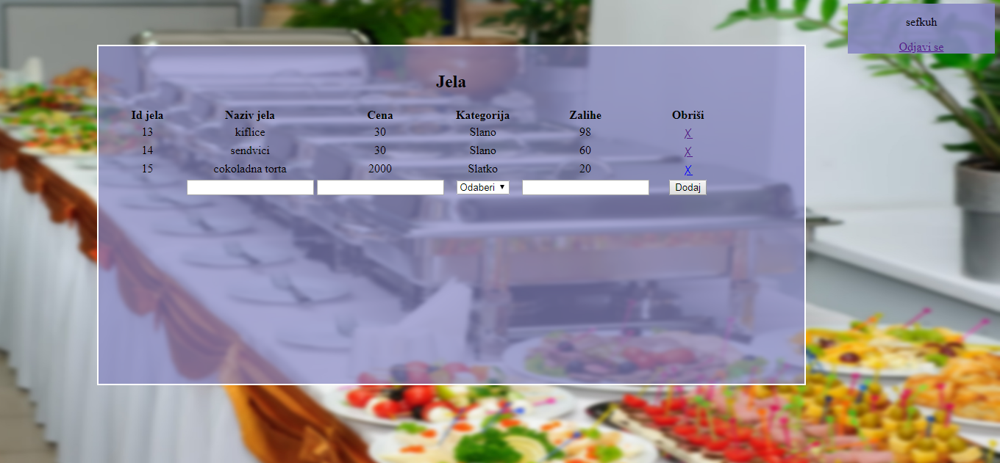 sefkuh
Odjavi se
Jela
Id jela Naziv jela Cena Kategorija Zalihe Obriši
13 kiflice 30 Slano 98 X
14 sendvici 30 Slano 60 X
15 cokoladna torta 2000 Slatko 20 X
Odaberi Dodaj